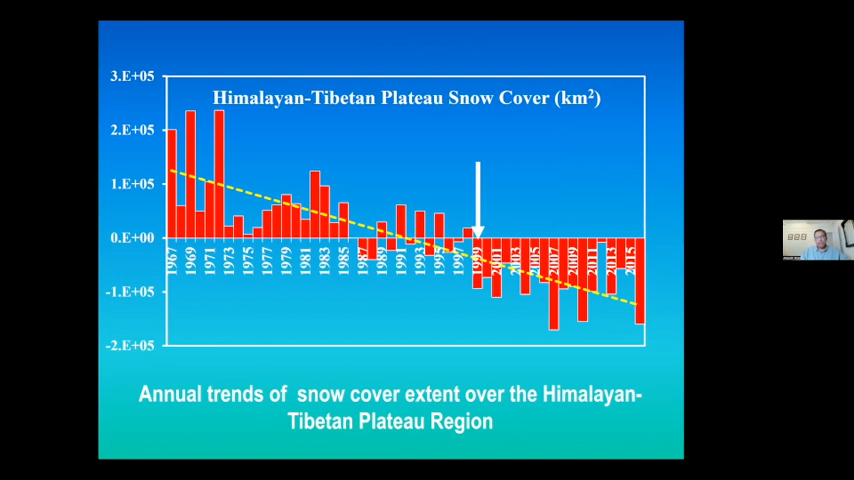 Himalayan-Tibetan Plateau Snow Cover (km²)
3.E+05
2.E+05
1.E+05
0.E+00
-1.E+05
-2.E+05
1967
1969
1971
1973
1975
1977
1979
1981
1983
1985
1987
1989
1991
1993
1995
1997
1999
2001
2003
2005
2007
2009
2011
2013
2015
Annual trends of snow cover extent over the Himalayan-
Tibetan Plateau Region